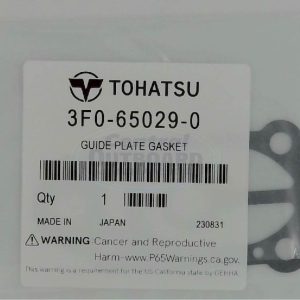 TOHATSU
3F0-65029-0
GUIDE PLATE GASKET
Qty 1
MADE IN JAPAN 230831
⚠ WARNING Cancer and Reproductive
Harm-www.P65Warnings.ca.gov.
This warning is a requirement for the US California state by OEHHA